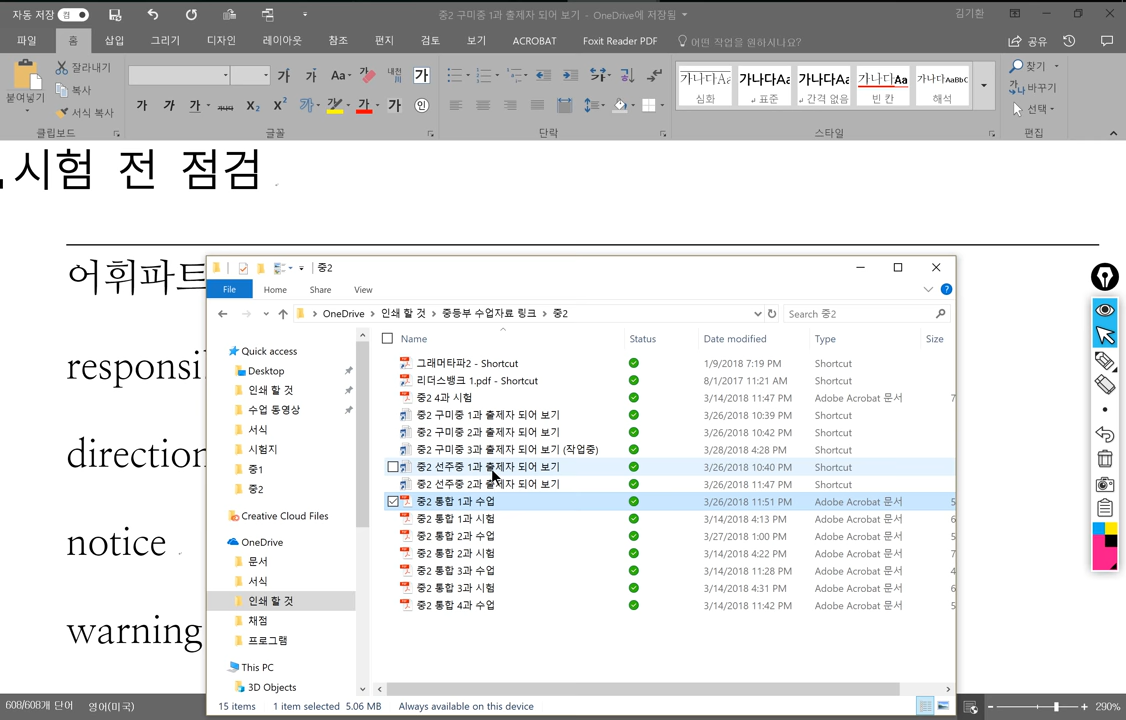 자동 저장 켬
중2 구미중 1과 출제자 되어 보기 - OneDrive에 저장됨
김기환
파일 홈 삽입 그리기 디자인 레이아웃 참조 편지 검토 보기 ACROBAT Foxit Reader PDF 어떤 작업을 원하시나요? 공유
붙여넣기
잘라내기
복사
서식 복사
클립보드
글꼴
단락
가나다Aa 심화
가나다Aa 표준
가나다Aa 간격 없음
가나다Aa 빈 칸
가나다AaBbC 해석
스타일
찾기
바꾸기
선택
편집
시험 전 점검
어휘파트
responsi
direction
notice
warning
중2
File Home Share View
OneDrive 인쇄 할 것 중등부 수업자료 링크 중2
Search 중2
Quick access
Desktop
인쇄 할 것
수업 동영상
서식
시험지
중1
중2
Creative Cloud Files
OneDrive
문서
서식
인쇄 할 것
채점
프로그램
This PC
3D Objects
Name Status Date modified Type Size
그래머타파2 - Shortcut 1/9/2018 7:19 PM Shortcut
리더스뱅크 1.pdf - Shortcut 8/1/2017 11:21 AM Shortcut
중2 4과 시험 3/14/2018 11:47 PM Adobe Acrobat 문서 7
중2 구미중 1과 출제자 되어 보기 3/26/2018 10:39 PM Shortcut
중2 구미중 2과 출제자 되어 보기 3/26/2018 10:42 PM Shortcut
중2 구미중 3과 출제자 되어 보기 (작업중) 3/28/2018 4:28 PM Shortcut
중2 선주중 1과 출제자 되어 보기 3/26/2018 10:40 PM Shortcut
중2 선주중 2과 출제자 되어 보기 3/26/2018 11:47 PM Shortcut
중2 통합 1과 수업 3/26/2018 11:51 PM Adobe Acrobat 문서 5
중2 통합 1과 시험 3/14/2018 4:13 PM Adobe Acrobat 문서 6
중2 통합 2과 수업 3/27/2018 1:00 PM Adobe Acrobat 문서 5
중2 통합 2과 시험 3/14/2018 4:22 PM Adobe Acrobat 문서 7
중2 통합 3과 수업 3/14/2018 11:28 PM Adobe Acrobat 문서 4
중2 통합 3과 시험 3/14/2018 4:31 PM Adobe Acrobat 문서 6
중2 통합 4과 수업 3/14/2018 11:42 PM Adobe Acrobat 문서 5
15 items 1 item selected 5.06 MB Always available on this device
608/608개 단어 영어(미국)
290%